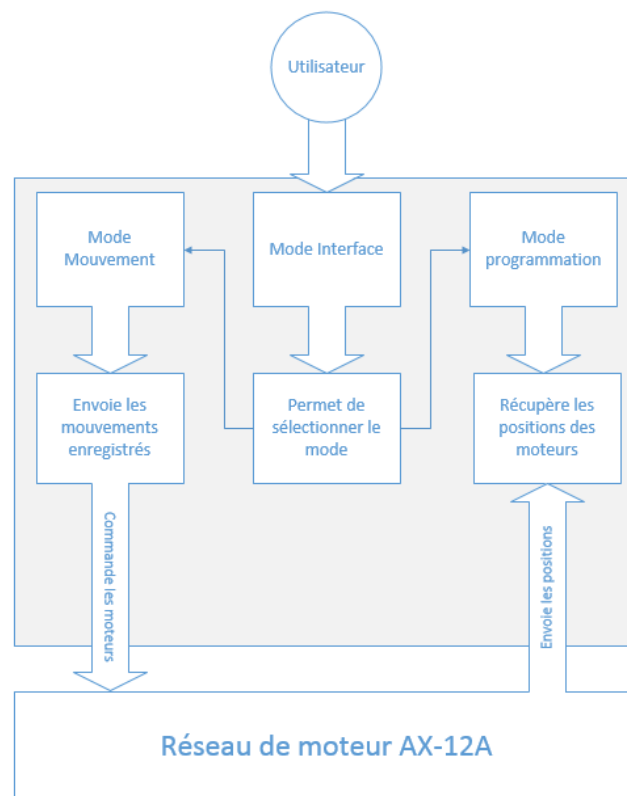 Utilisateur
Mode
Mouvement
Mode Interface
Mode
programmation
Envoie les
mouvements
enregistrés
Permet de
sélectionner le
mode
Récupère les
positions des
moteurs
Commande les moteurs
Envoie les positions
Réseau de moteur AX-12A